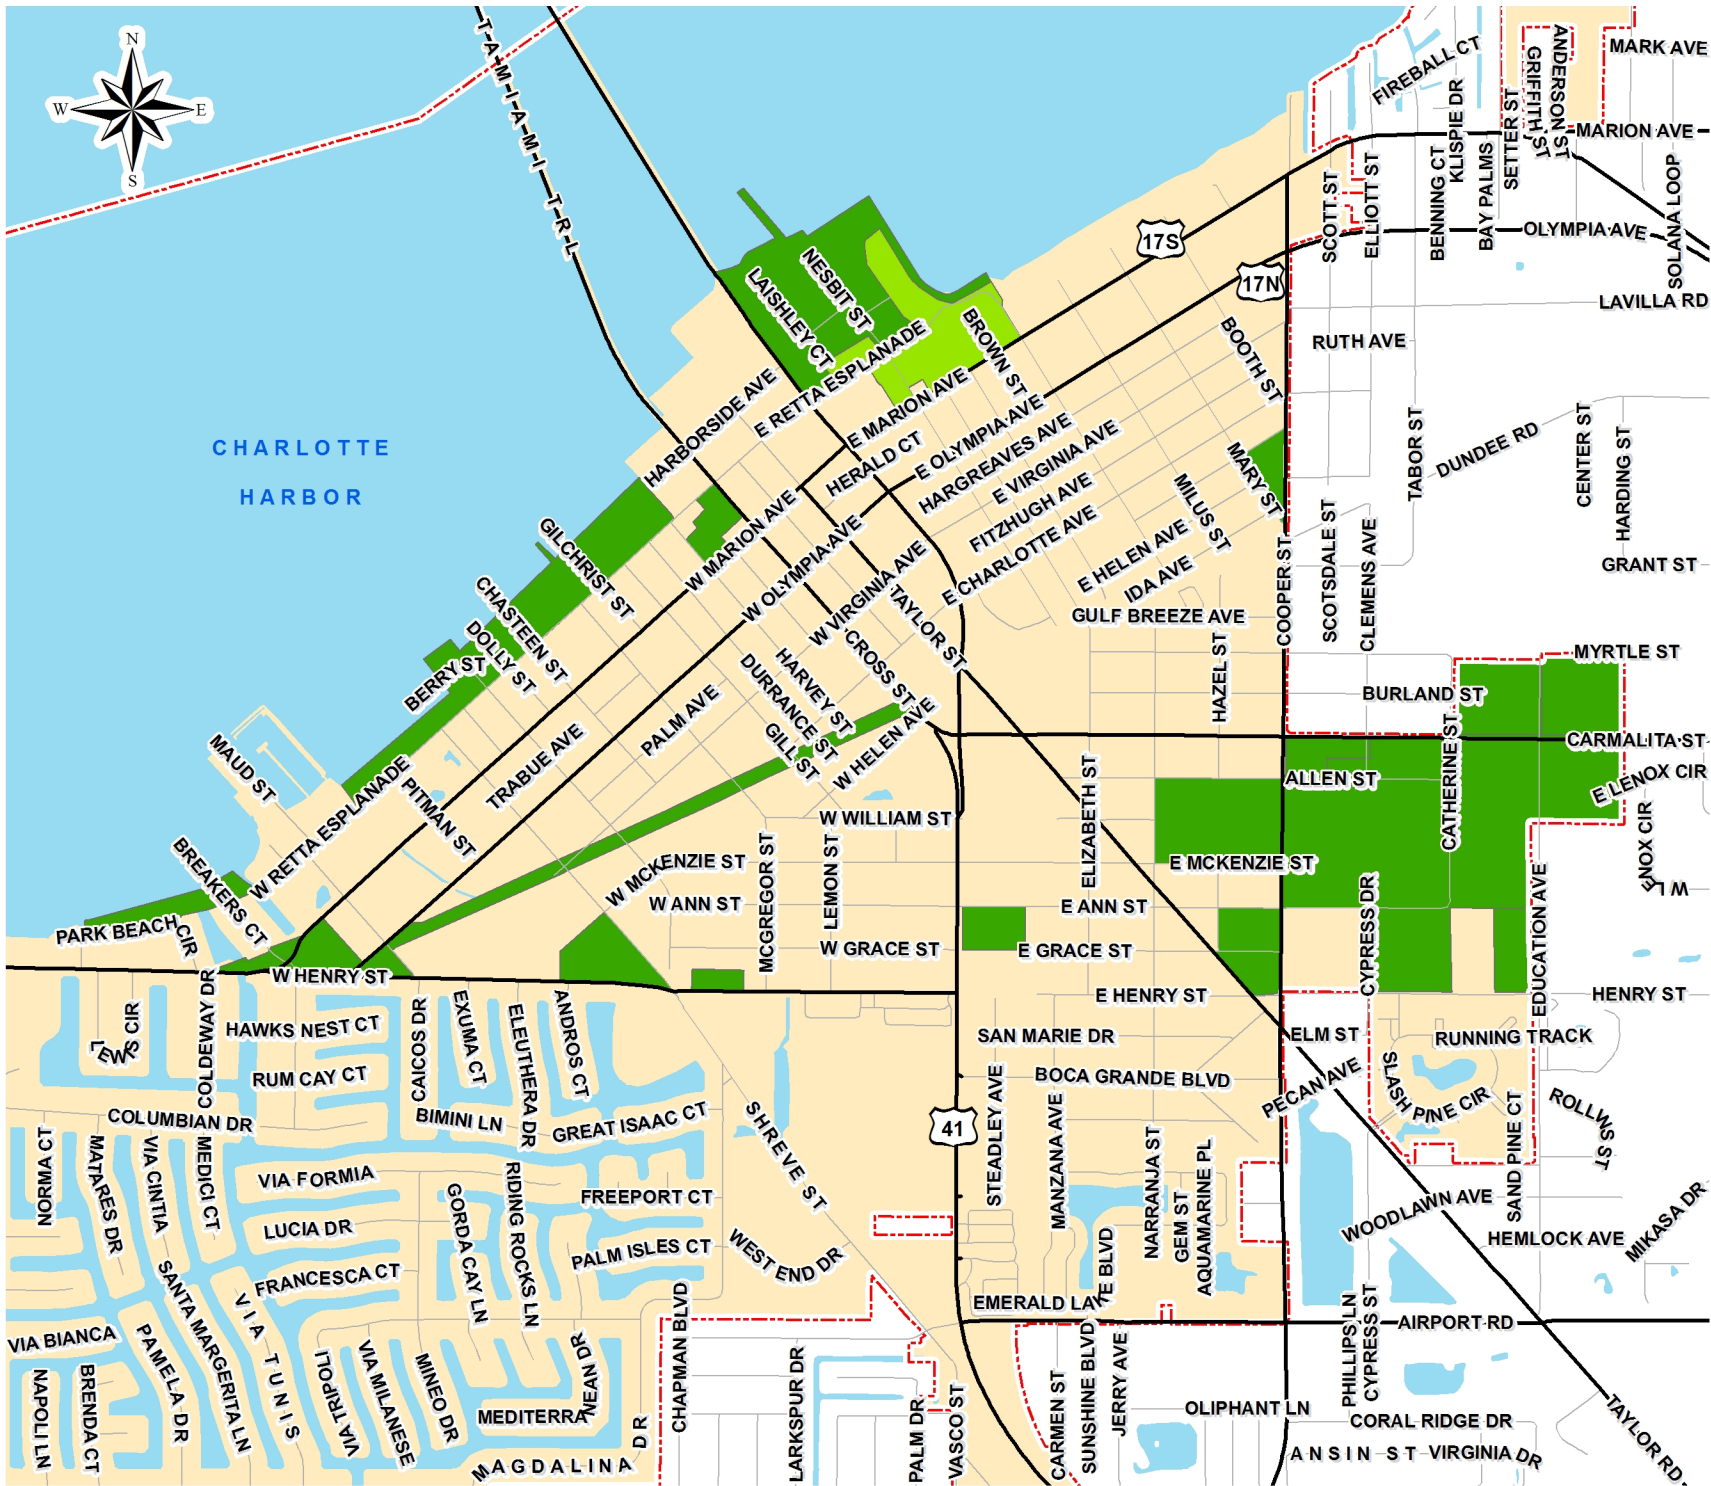 N
W
E
S
TAMIAMI TRL
CHARLOTTE
HARBOR
FIREBALL CT
KLISPIE DR
SETTER ST
GRIFFITH ST
ANDERSON ST
MARK AVE
MARION AVE
SCOTT ST
ELLIOTT ST
BENNING CT
BAY PALMS
OLYMPIA AVE
SOLANA LOOP
17S
17N
LAVILLA RD
RUTH AVE
NESBIT ST
LAISHLEY CT
BROWN ST
BOOTH ST
HARBORSIDE AVE
E RETTA ESPLANADE
E MARION AVE
HERALD CT
E OLYMPIA AVE
HARGREAVES AVE
E VIRGINIA AVE
FITZHUGH AVE
E CHARLOTTE AVE
MILUS ST
MARY ST
E HELEN AVE
IDA AVE
GULF BREEZE AVE
HAZEL ST
COOPER ST
SCOTSDALE ST
CLEMENS AVE
TABOR ST
DUNDEE RD
CENTER ST
HARDING ST
GRANT ST
MYRTLE ST
BURLAND ST
CARMALITA ST
CATHERINE ST
ALLEN ST
E LENOX CIR
GILCHRIST ST
CHASTEEN ST
DOLLY ST
BERRY ST
W MARION AVE
W OLYMPIA AVE
W VIRGINIA AVE
TAYLOR ST
CROSS ST
HARVEY ST
DURRANCE ST
GILL ST
W HELEN AVE
PALM AVE
TRABUE AVE
PITMAN ST
W RETTA ESPLANADE
MAUD ST
BREAKERS CT
PARK BEACH CIR
W HENRY ST
W WILLIAM ST
W MCKENZIE ST
W ANN ST
W GRACE ST
MCGREGOR ST
LEMON ST
ELIZABETH ST
E MCKENZIE ST
E ANN ST
E GRACE ST
E HENRY ST
CYPRESS DR
EDUCATION AVE
W LENOX CIR
HENRY ST
RUNNING TRACK
ELM ST
PECAN AVE
SLASH PINE CIR
SAND PINE CT
ROLLINS ST
LEWIS CIR
COLDEWAY DR
HAWKS NEST CT
RUM CAY CT
CAICOS DR
EXUMA CT
ELEUTHERA DR
ANDROS CT
COLUMBIAN DR
BIMINI LN
GREAT ISAAC CT
SHREVE ST
SAN MARIE DR
BOCA GRANDE BLVD
41
STEADLEY AVE
MANZANA AVE
NARRANJA ST
GEM ST
AQUAMARINE PL
NORMA CT
MATARES DR
VIA CINTIA
MEDICI CT
VIA FORMIA
LUCIA DR
FRANCESCA CT
GORDA CAY LN
RIDING ROCKS LN
FREEPORT CT
PALM ISLES CT
WEST END DR
WOODLAWN AVE
HEMLOCK AVE
MIKASA DR
EMERALD LA
TE BLVD
AIRPORT RD
PHILLIPS LN
CYPRESS ST
VIA BIANCA
NAPOLI LN
BRENDA CT
PAMELA DR
SANTA MARGERITA LN
VIA TUNIS
VIA TRIPOLI
VIA MILANESE
MINEO DR
MEDITERRANEAN DR
MAGDALINA DR
CHAPMAN BLVD
LARKSPUR DR
PALM DR
VASCO ST
CARMEN ST
SUNSHINE BLVD
JERRY AVE
OLIPHANT LN
CORAL RIDGE DR
ANSIN ST
VIRGINIA DR
TAYLOR RD